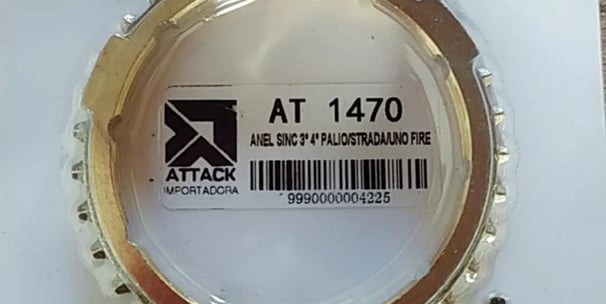 AT 1470
ANEL SINC 3ª 4ª PALIO/STRADA/UNO FIRE
ATTACK
IMPORTADORA
9990000004225